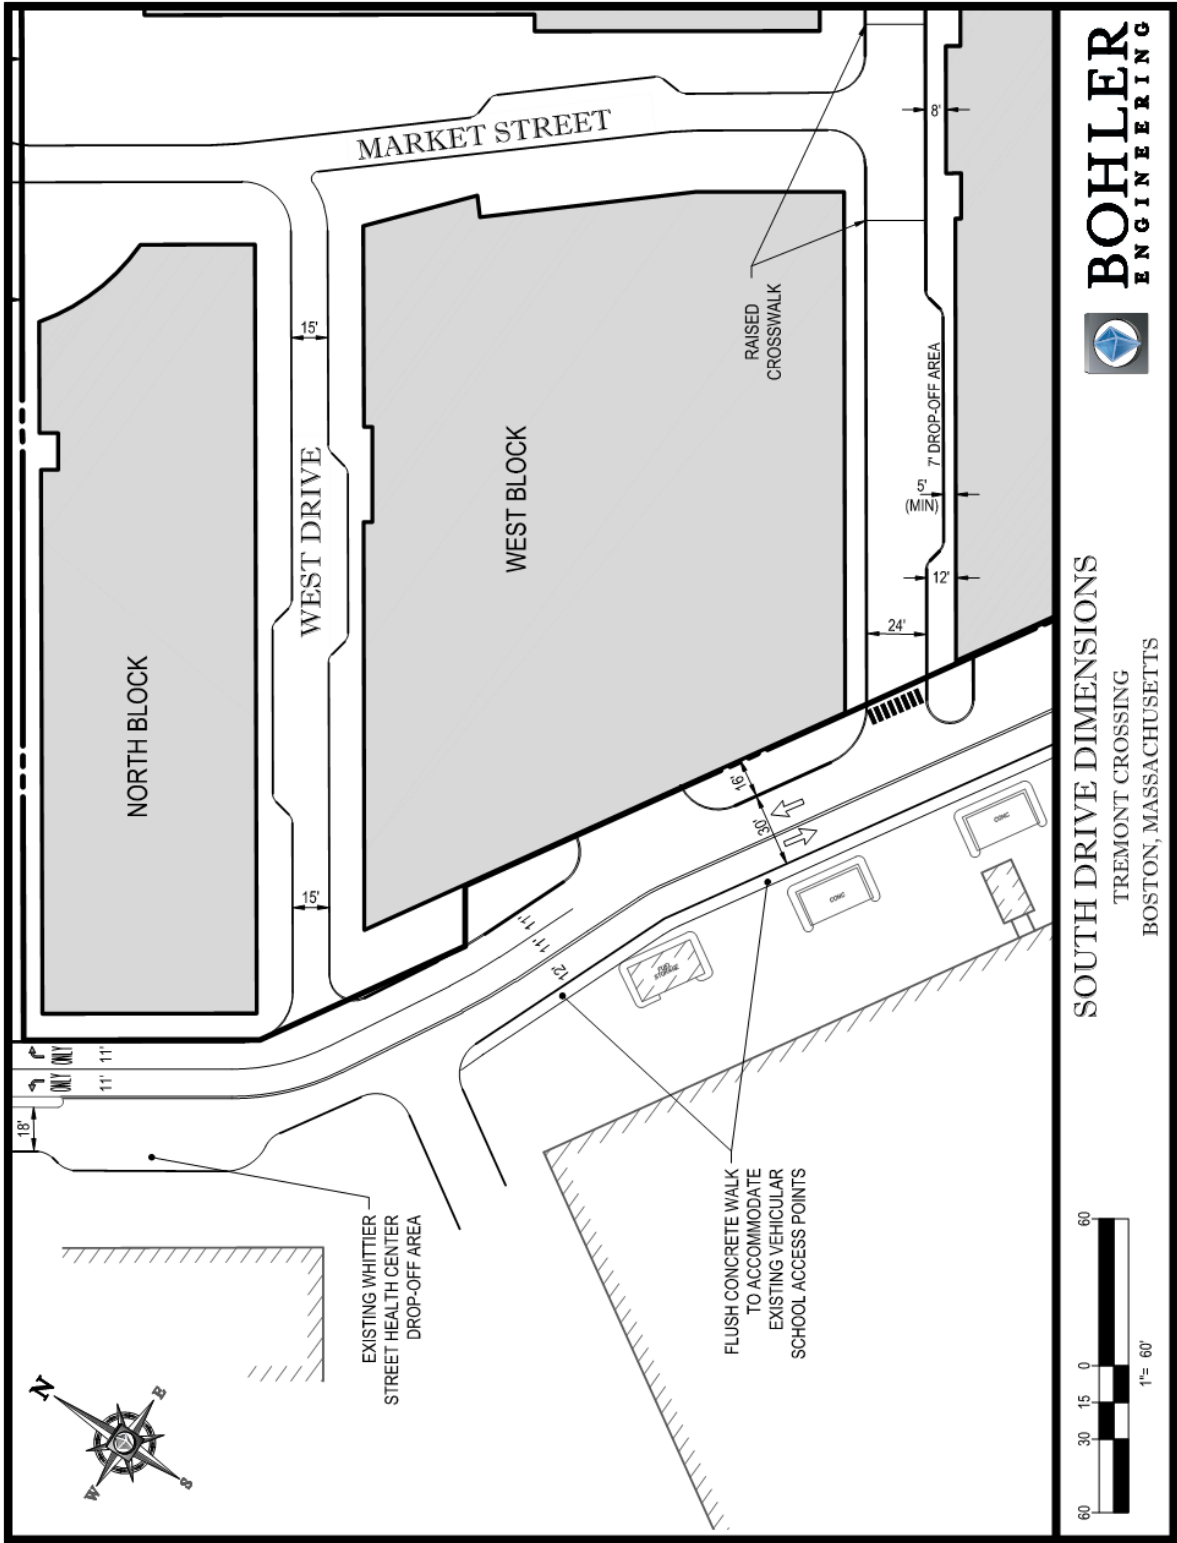 MARKET STREET
8'
RAISED
CROSSWALK
15'
WEST DRIVE
WEST BLOCK
7' DROP-OFF AREA
5'
(MIN)
12'
24'
NORTH BLOCK
15'
16'
30'
11'
11'
12'
CONC
CONC
STORAGE
ONLY
ONLY
11'
11'
18'
EXISTING WHITTIER
STREET HEALTH CENTER
DROP-OFF AREA
FLUSH CONCRETE WALK
TO ACCOMMODATE
EXISTING VEHICULAR
SCHOOL ACCESS POINTS
N
E
S
W
60
30
15
0
60
1"= 60'
SOUTH DRIVE DIMENSIONS
TREMONT CROSSING
BOSTON, MASSACHUSETTS
BOHLER
ENGINEERING